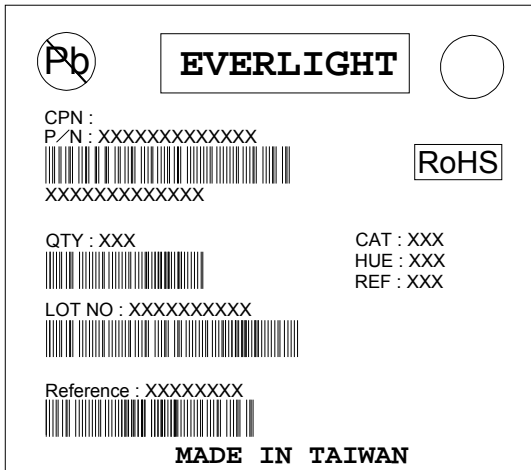 Pb
EVERLIGHT
CPN :
P/N : XXXXXXXXXXXXX
XXXXXXXXXXXXX
RoHS
QTY : XXX
CAT : XXX
HUE : XXX
REF : XXX
LOT NO : XXXXXXXXXX
Reference : XXXXXXXX
MADE IN TAIWAN